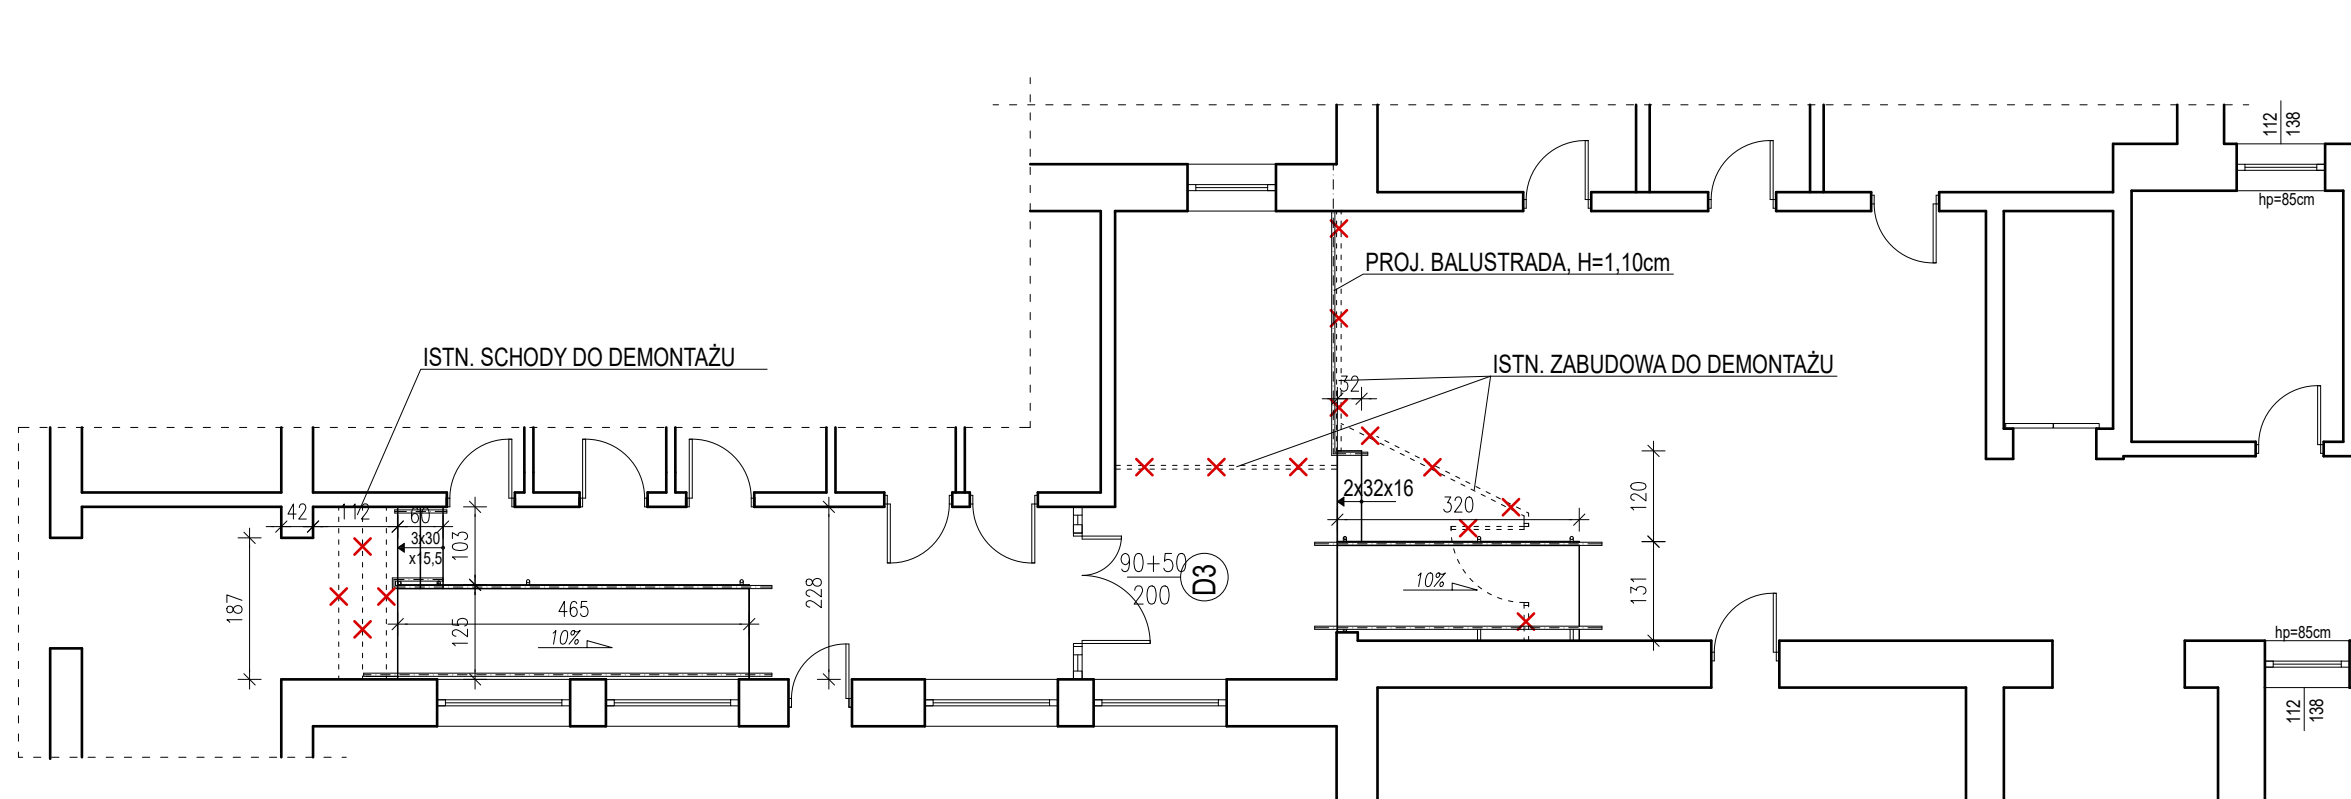 112
138
hp=85cm
PROJ. BALUSTRADA, H=1,10cm
ISTN. SCHODY DO DEMONTAŻU
ISTN. ZABUDOWA DO DEMONTAŻU
32
2x32x16
320
120
42
112
60
3x30
x15,5
103
90+50
200
D3
10%
131
187
465
125
10%
228
hp=85cm
112
138